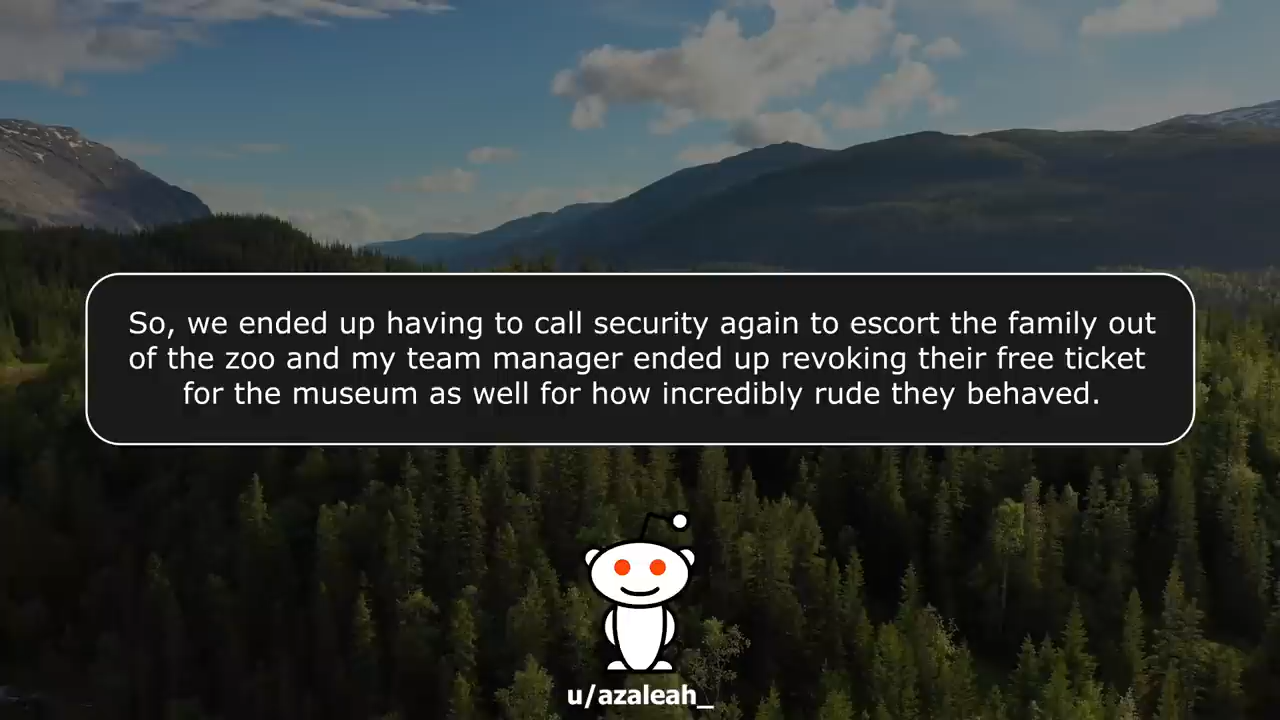 So, we ended up having to call security again to escort the family out
of the zoo and my team manager ended up revoking their free ticket
for the museum as well for how incredibly rude they behaved.
u/azaleah_